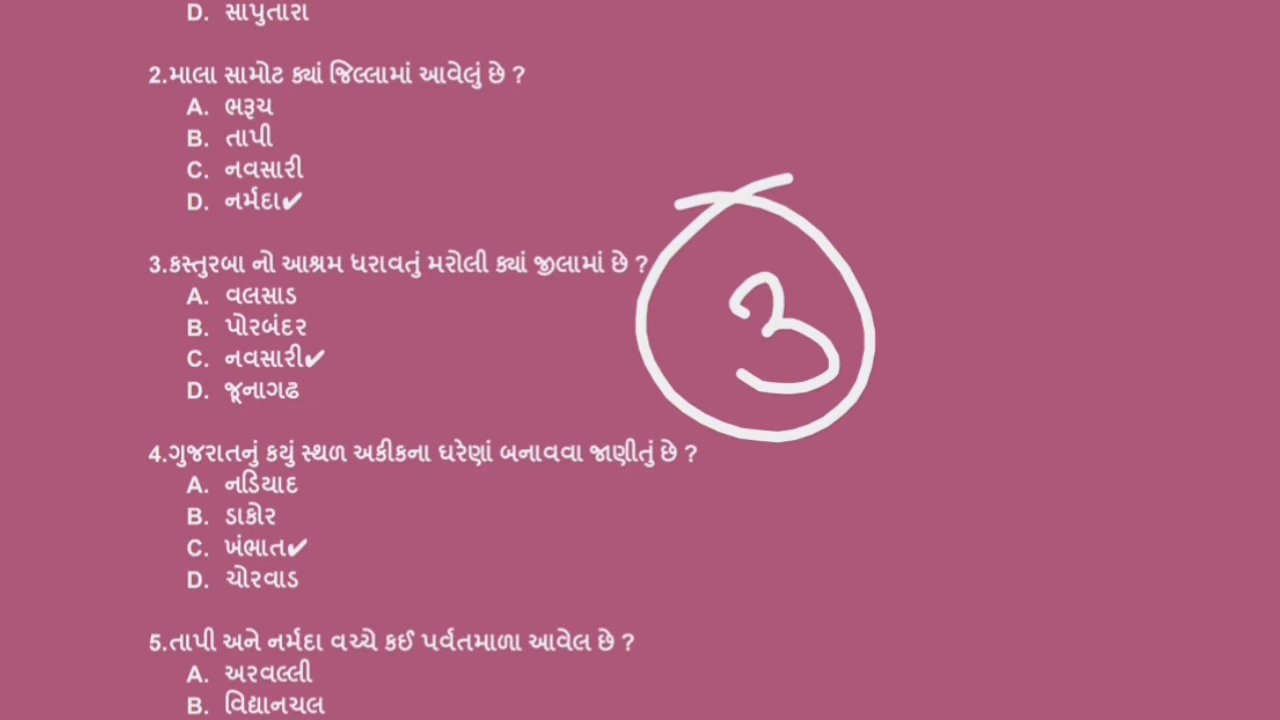 D. સાપુતારા
2.માલા સામોટ ક્યાં જિલ્લામાં આવેલું છે ?
A. ભરૂચ
B. તાપી
C. નવસારી
D. નર્મદા✔
3.કસ્તુરબા નો આશ્રમ ધરાવતું મરોલી ક્યાં જીલામાં છે ?
A. વલસાડ
B. પોરબંદર
C. નવસારી✔
D. જૂનાગઢ
3
4.ગુજરાતનું કયું સ્થળ અકીકના ઘરેણાં બનાવવા જાણીતું છે ?
A. નડિયાદ
B. ડાકોર
C. ખંભાત✔
D. ચોરવાડ
5.તાપી અને નર્મદા વચ્ચે કઈ પર્વતમાળા આવેલ છે ?
A. અરવલ્લી
B. વિદ્યાનચલ